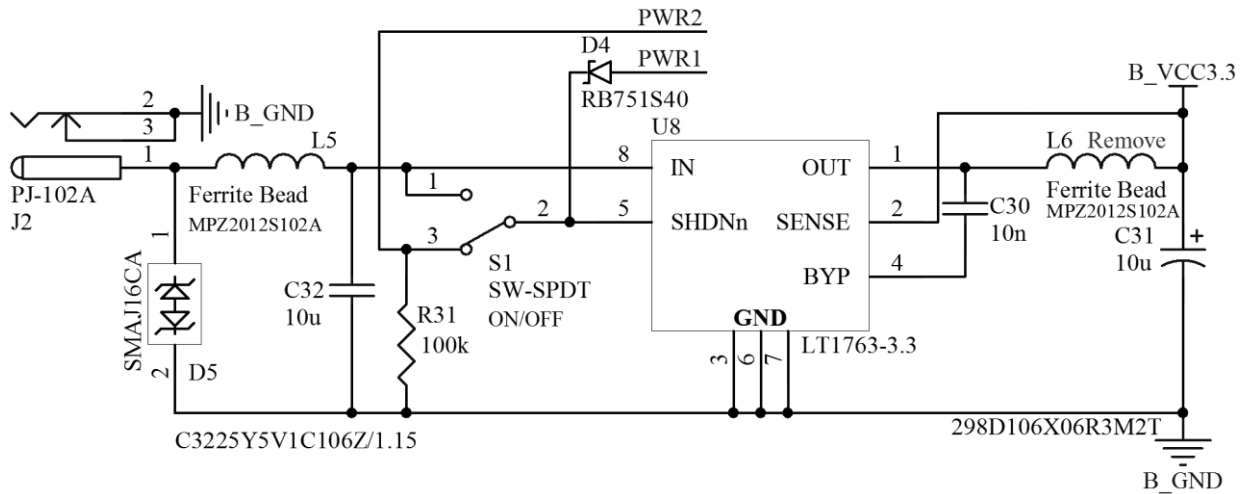 PWR2
D4
PWR1
RB751S40
B_VCC3.3
2
B_GND
3
1
L5
U8
8
IN
OUT
1
L6
Remove
PJ-102A
J2
Ferrite Bead
MPZ2012S102A
1
2
5
SHDNn
SENSE
2
Ferrite Bead
MPZ2012S102A
C30
10n
3
S1
SW-SPDT
ON/OFF
BYP
4
C31
10u
+
1
SMAJ16CA
2
D5
C32
10u
R31
100k
GND
3
6
7
LT1763-3.3
C3225Y5V1C106Z/1.15
298D106X06R3M2T
B_GND